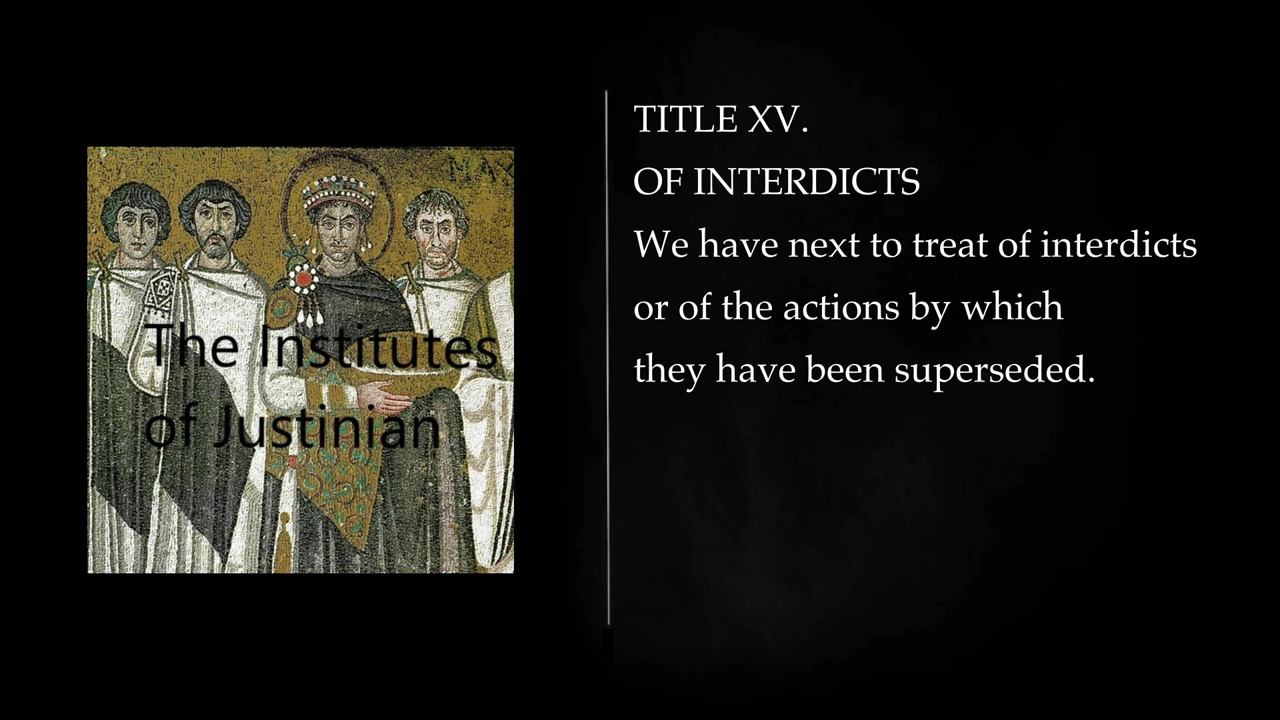 The Institutes
of Justinian
TITLE XV.
OF INTERDICTS
We have next to treat of interdicts
or of the actions by which
they have been superseded.